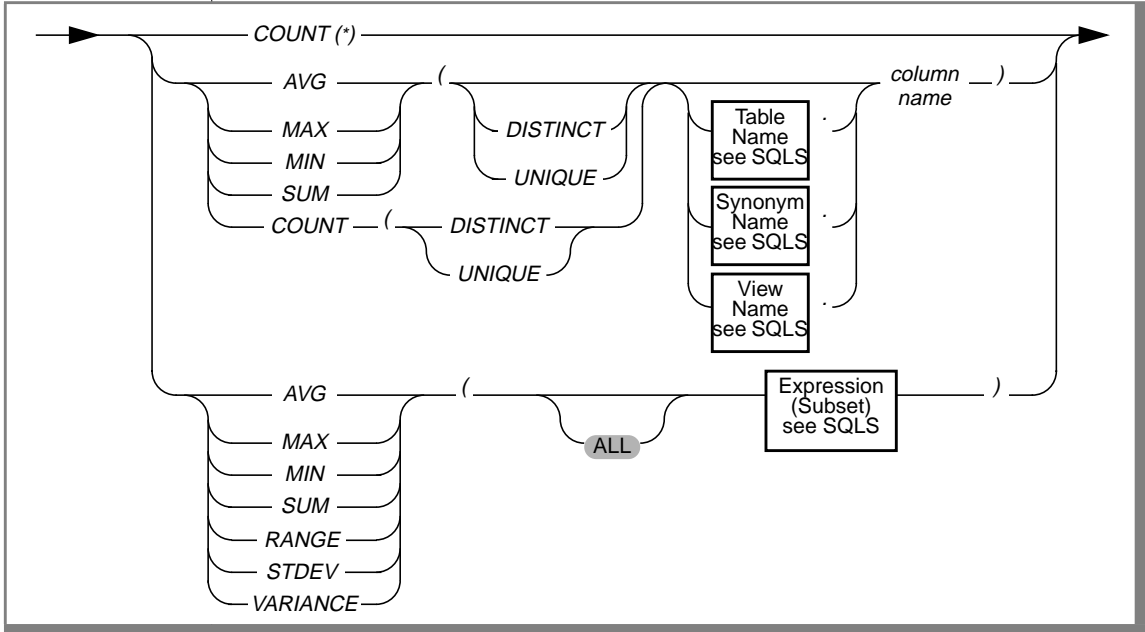 COUNT (*)
AVG ( column name )
MAX
MIN
SUM
DISTINCT
UNIQUE
COUNT ( DISTINCT
UNIQUE
Table
Name
see SQLS
.
Synonym
Name
see SQLS
.
View
Name
see SQLS
.
AVG ( )
MAX
MIN
SUM
RANGE
STDEV
VARIANCE
ALL
Expression
(Subset)
see SQLS